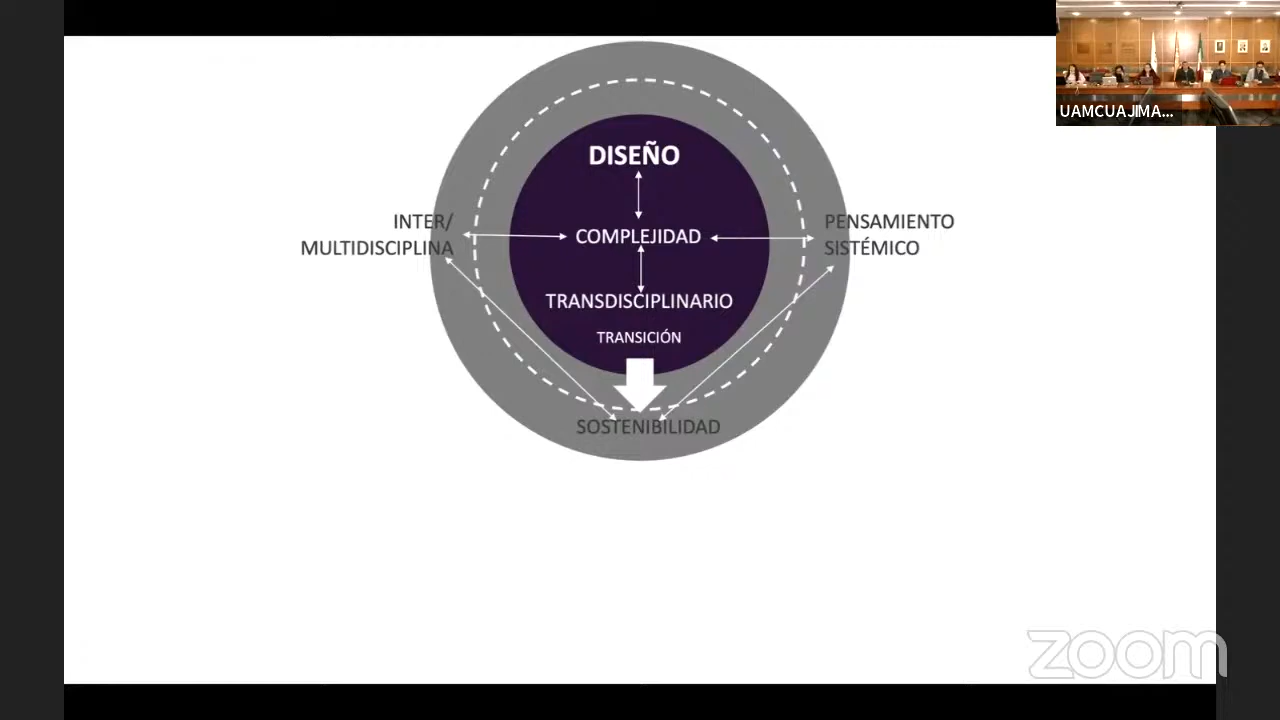 UAMCUAJIMA...
DISEÑO
INTER/
MULTIDISCIPLINA
COMPLEJIDAD
PENSAMIENTO
SISTÉMICO
TRANSDISCIPLINARIO
TRANSICIÓN
SOSTENIBILIDAD
zoom